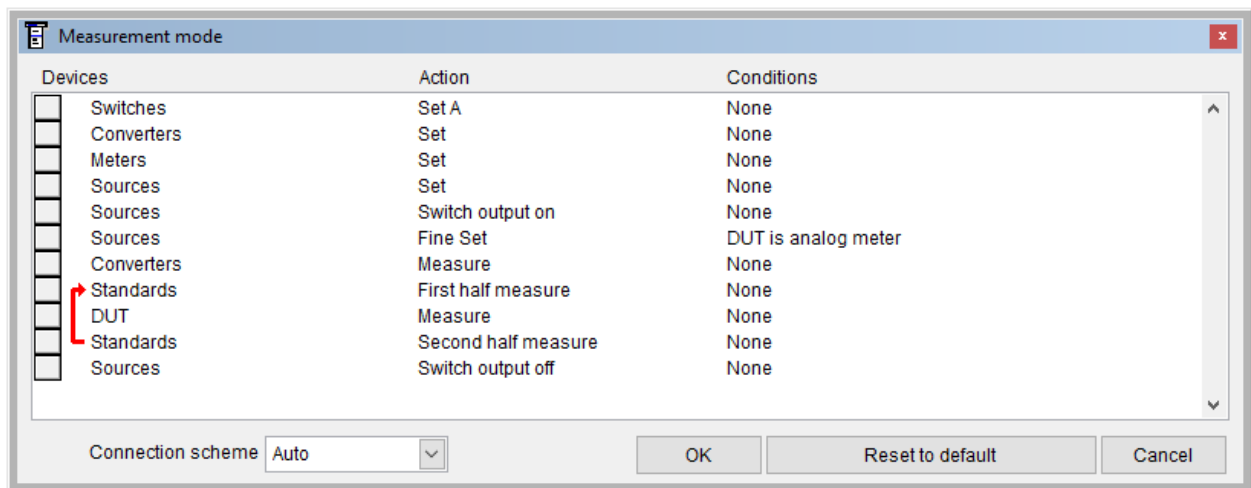 Measurement mode
x
Devices Action Conditions
Switches Set A None
Converters Set None
Meters Set None
Sources Set None
Sources Switch output on None
Sources Fine Set DUT is analog meter
Converters Measure None
Standards First half measure None
DUT Measure None
Standards Second half measure None
Sources Switch output off None
Connection scheme Auto OK Reset to default Cancel